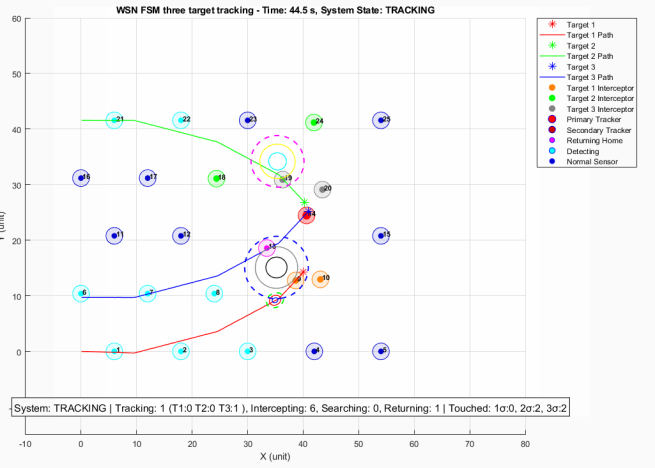 WSN FSM three target tracking - Time: 44.5 s, System State: TRACKING
60
50
40
30
20
10
0
Y (unit)
21
22
23
24
25
16
17
18
19
20
14
11
12
13
15
6
7
8
9
10
1
2
3
4
5
Target 1
Target 1 Path
Target 2
Target 2 Path
Target 3
Target 3 Path
Target 1 Interceptor
Target 2 Interceptor
Target 3 Interceptor
Primary Tracker
Secondary Tracker
Returning Home
Detecting
Normal Sensor
System: TRACKING | Tracking: 1 (T1:0 T2:0 T3:1 ), Intercepting: 6, Searching: 0, Returning: 1 | Touched: 1σ:0, 2σ:2, 3σ:2
-10 0 10 20 30 40 50 60 70 80
X (unit)